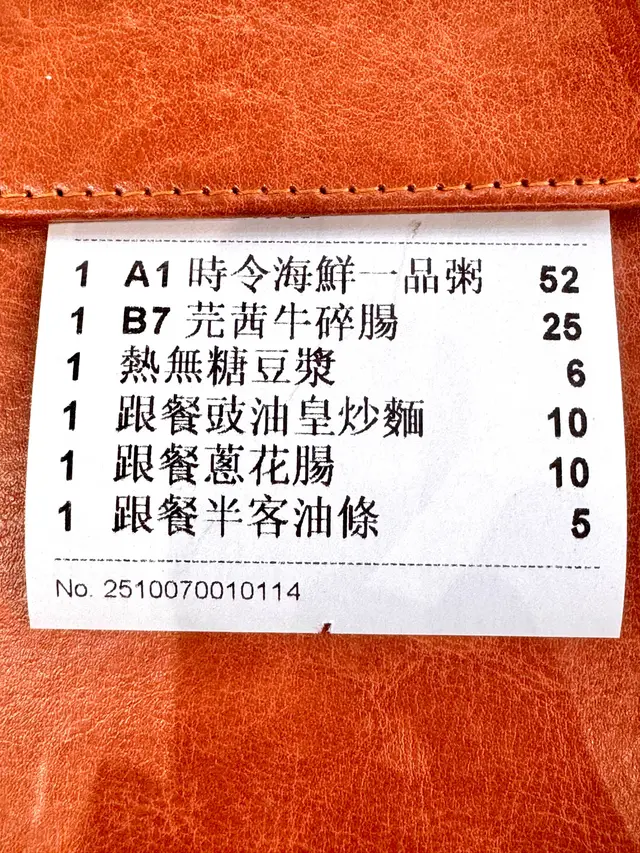 1 A1 時令海鮮一品粥 52
1 B7 芫茜牛碎腸 25
1 熱無糖豆漿 6
1 跟餐豉油皇炒麵 10
1 跟餐蔥花腸 10
1 跟餐半客油條 5
No. 2510070010114